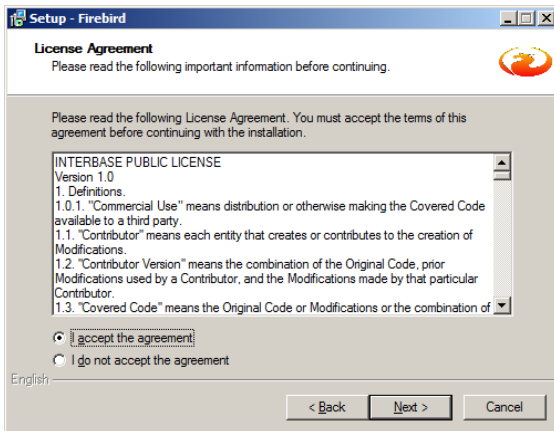 Setup - Firebird
License Agreement
Please read the following important information before continuing.
Please read the following License Agreement. You must accept the terms of this
agreement before continuing with the installation.
INTERBASE PUBLIC LICENSE
Version 1.0
1. Definitions.
1.0.1. "Commercial Use" means distribution or otherwise making the Covered Code
available to a third party.
1.1. "Contributor" means each entity that creates or contributes to the creation of
Modifications.
1.2. "Contributor Version" means the combination of the Original Code, prior
Modifications used by a Contributor, and the Modifications made by that particular
Contributor.
1.3. "Covered Code" means the Original Code or Modifications or the combination of
I accept the agreement
I do not accept the agreement
English
< Back
Next >
Cancel